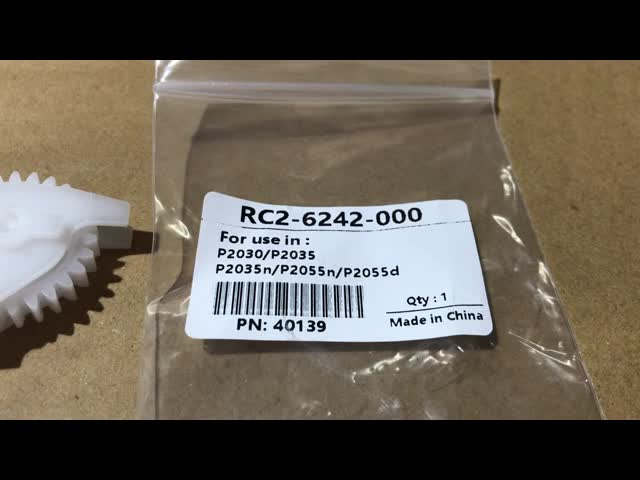 RC2-6242-000
For use in :
P2030/P2035
P2035n/P2055n/P2055d
Qty : 1
PN: 40139
Made in China